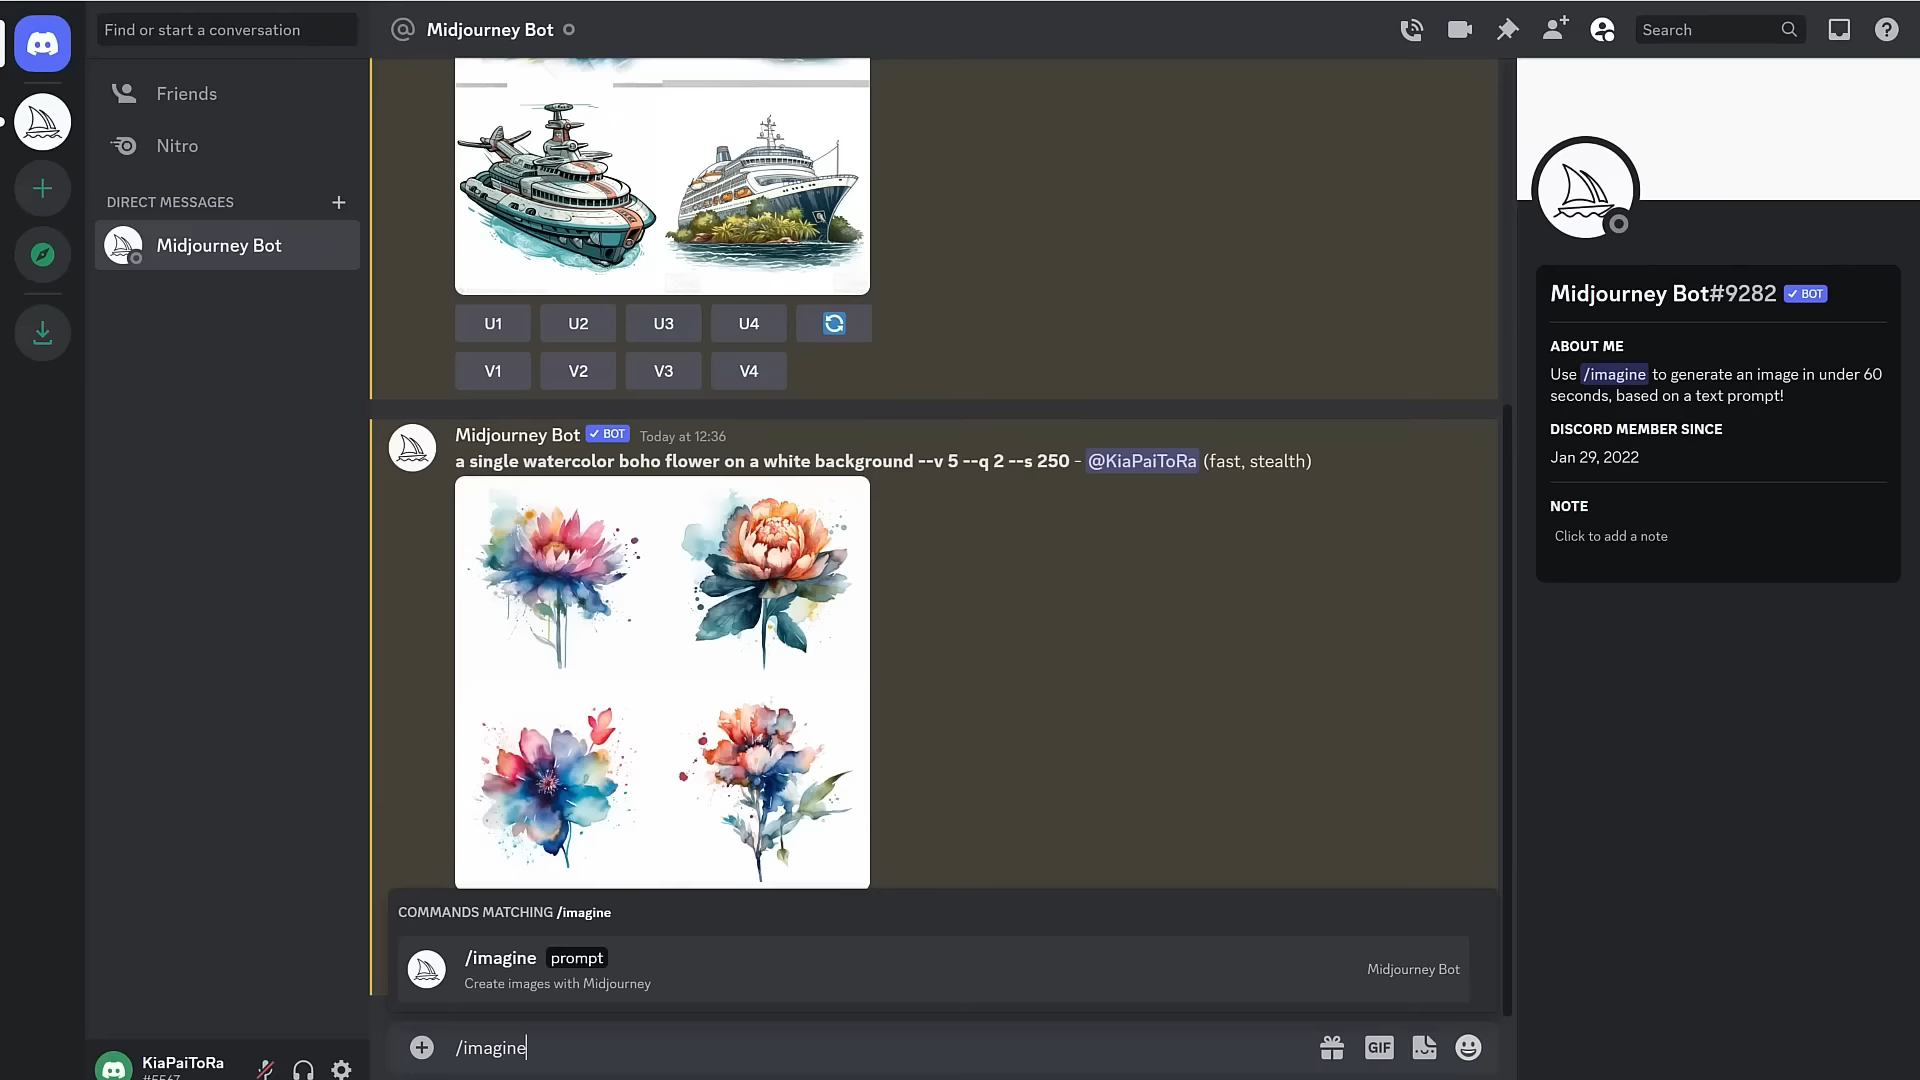 Find or start a conversation
Friends
Nitro
DIRECT MESSAGES
Midjourney Bot
KiaPaiToRa
Midjourney Bot
Search
U1 U2 U3 U4
V1 V2 V3 V4
Midjourney Bot BOT Today at 12:36
a single watercolor boho flower on a white background --v 5 --q 2 --s 250 - @KiaPaiToRa (fast, stealth)
COMMANDS MATCHING /imagine
/imagine prompt
Create images with Midjourney
Midjourney Bot
/imagine
GIF
Midjourney Bot#9282 BOT
ABOUT ME
Use /imagine to generate an image in under 60
seconds, based on a text prompt!
DISCORD MEMBER SINCE
Jan 29, 2022
NOTE
Click to add a note